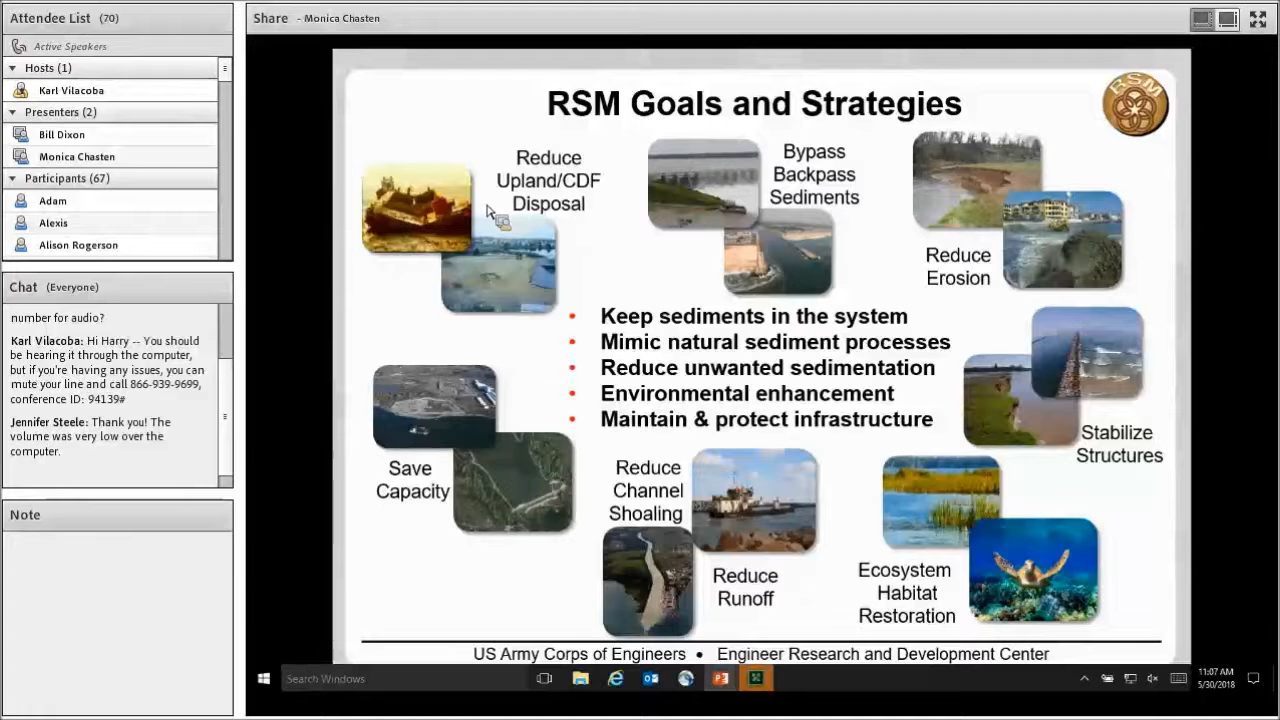 Attendee List (70)
Active Speakers
Hosts (1)
Karl Vilacoba
Presenters (2)
Bill Dixon
Monica Chasten
Participants (67)
Adam
Alexis
Alison Rogerson
Chat (Everyone)
number for audio?
Karl Vilacoba: Hi Harry -- You should
be hearing it through the computer,
but if you're having any issues, you can
mute your line and call 866-939-9699,
conference ID: 94139#
Jennifer Steele: Thank you! The
volume was very low over the
computer.
Note
Share - Monica Chasten
RSM Goals and Strategies
RSM
Reduce
Upland/CDF
Disposal
Bypass
Backpass
Sediments
Reduce
Erosion
• Keep sediments in the system
• Mimic natural sediment processes
• Reduce unwanted sedimentation
• Environmental enhancement
• Maintain & protect infrastructure
Stabilize
Structures
Save
Capacity
Reduce
Channel
Shoaling
Reduce
Runoff
Ecosystem
Habitat
Restoration
US Army Corps of Engineers • Engineer Research and Development Center
Search Windows
11:07 AM
5/30/2018